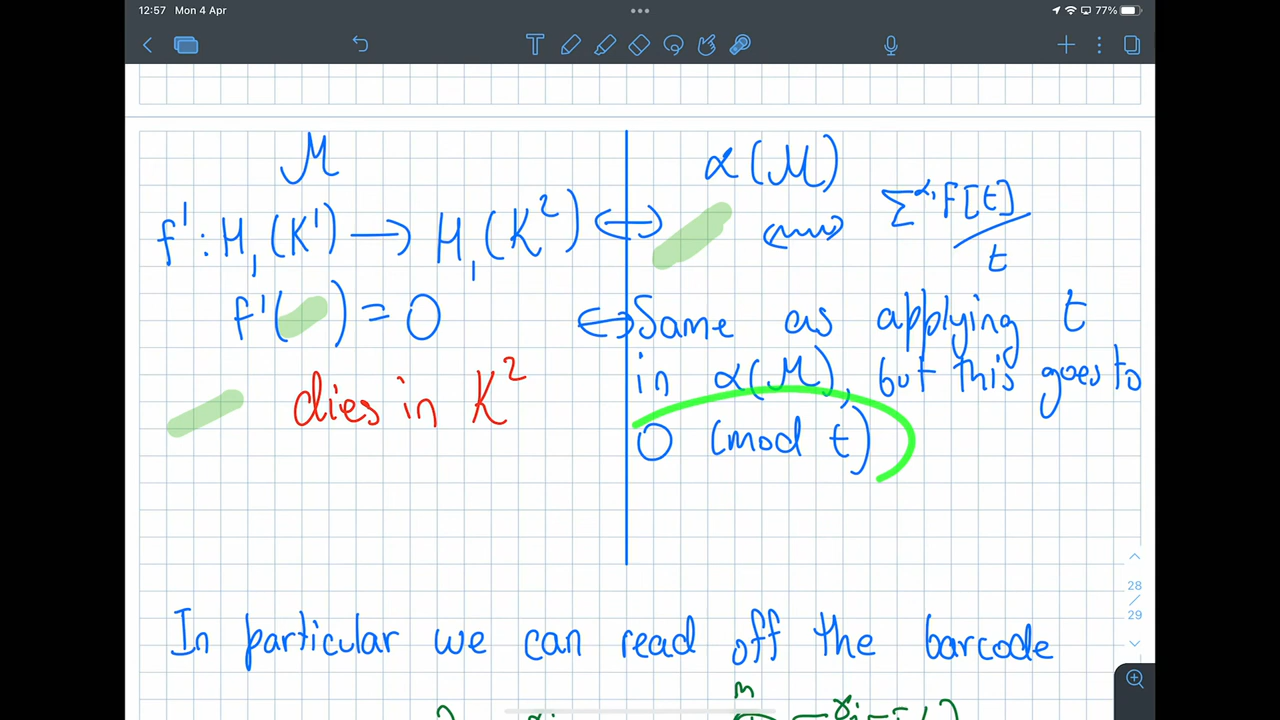 12:57 Mon 4 Apr
77%
ℳ
α(ℳ)
f¹ : H₁(K¹) → H₁(K²) ↔
↭ Σ^α₁ F[t] / t
f¹( ) = 0
↔ Same as applying t
in α(ℳ), but this goes to
dies in K²
0 (mod t)
28
/
29
In particular we can read off the barcode